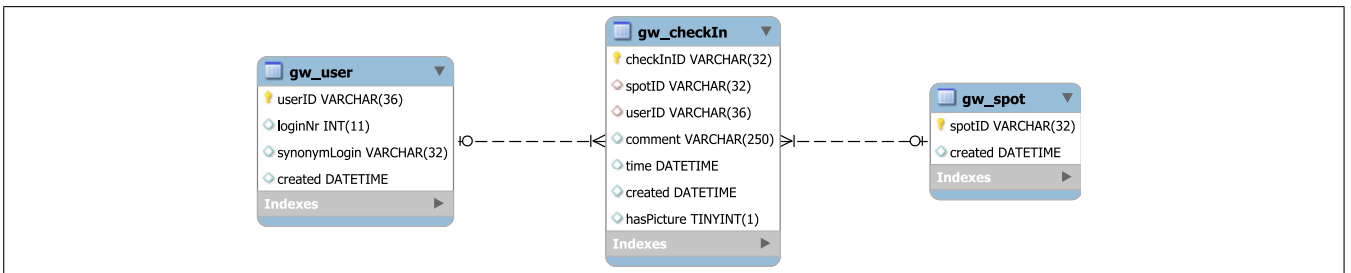 gw_user
userID VARCHAR(36)
loginNr INT(11)
synonymLogin VARCHAR(32)
created DATETIME
Indexes
gw_checkIn
checkInID VARCHAR(32)
spotID VARCHAR(32)
userID VARCHAR(36)
comment VARCHAR(250)
time DATETIME
created DATETIME
hasPicture TINYINT(1)
Indexes
gw_spot
spotID VARCHAR(32)
created DATETIME
Indexes